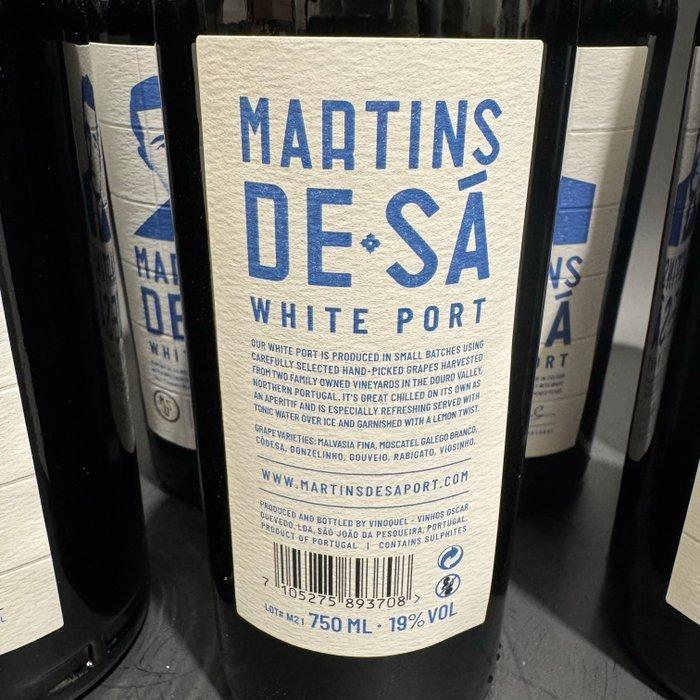 MARTINS
DE SÁ
WHITE PORT
OUR WHITE PORT IS PRODUCED IN SMALL BATCHES USING
CAREFULLY SELECTED HAND-PICKED GRAPES HARVESTED
FROM TWO FAMILY OWNED VINEYARDS IN THE DOURO VALLEY,
NORTHERN PORTUGAL. IT'S GREAT CHILLED ON ITS OWN AS
AN APERITIF AND IS ESPECIALLY REFRESHING SERVED WITH
TONIC WATER OVER ICE AND GARNISHED WITH A LEMON TWIST.
GRAPE VARIETIES: MALVASIA FINA, MOSCATEL GALEGO BRANCO,
CÓDEGA, DONZELINHO, GOUVEIO, RABIGATO, VIOSINHO.
WWW.MARTINSDESAPORT.COM
PRODUCED AND BOTTLED BY VINOQUEL - VINHOS OSCAR
QUEVEDO, LDA, SÃO JOÃO DA PESQUEIRA, PORTUGAL.
PRODUCT OF PORTUGAL | CONTAINS SULPHITES
7 105275 893708 >
LOT# M21 750 ML • 19% VOL